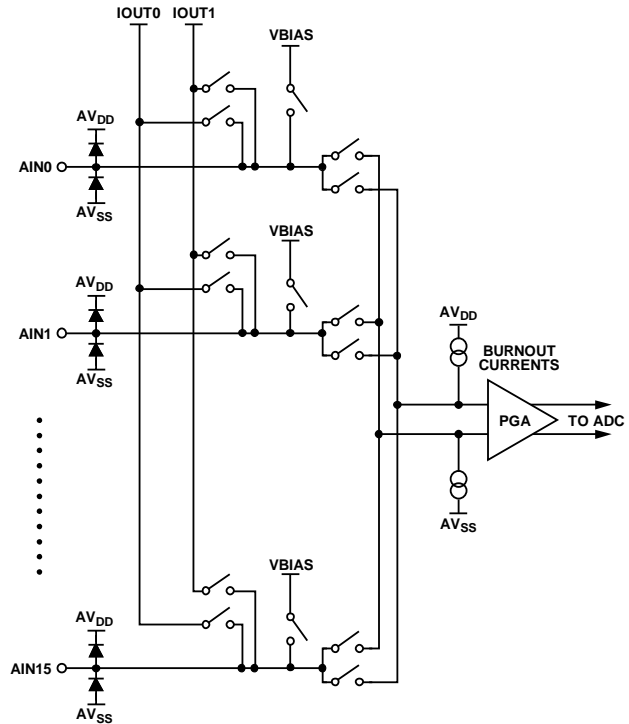 IOUT0 IOUT1
VBIAS
AVDD
AIN0
AVSS
VBIAS
AVDD
AIN1
AVSS
AVDD
BURNOUT
CURRENTS
PGA
TO ADC
AVSS
VBIAS
AVDD
AIN15
AVSS